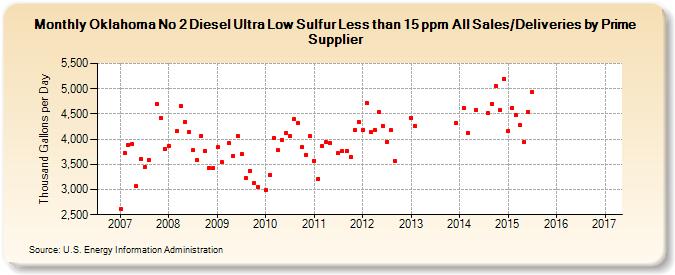 Monthly Oklahoma No 2 Diesel Ultra Low Sulfur Less than 15 ppm All Sales/Deliveries by Prime
Supplier
Thousand Gallons per Day
5,500
5,000
4,500
4,000
3,500
3,000
2,500
2007 2008 2009 2010 2011 2012 2013 2014 2015 2016 2017
Source: U.S. Energy Information Administration